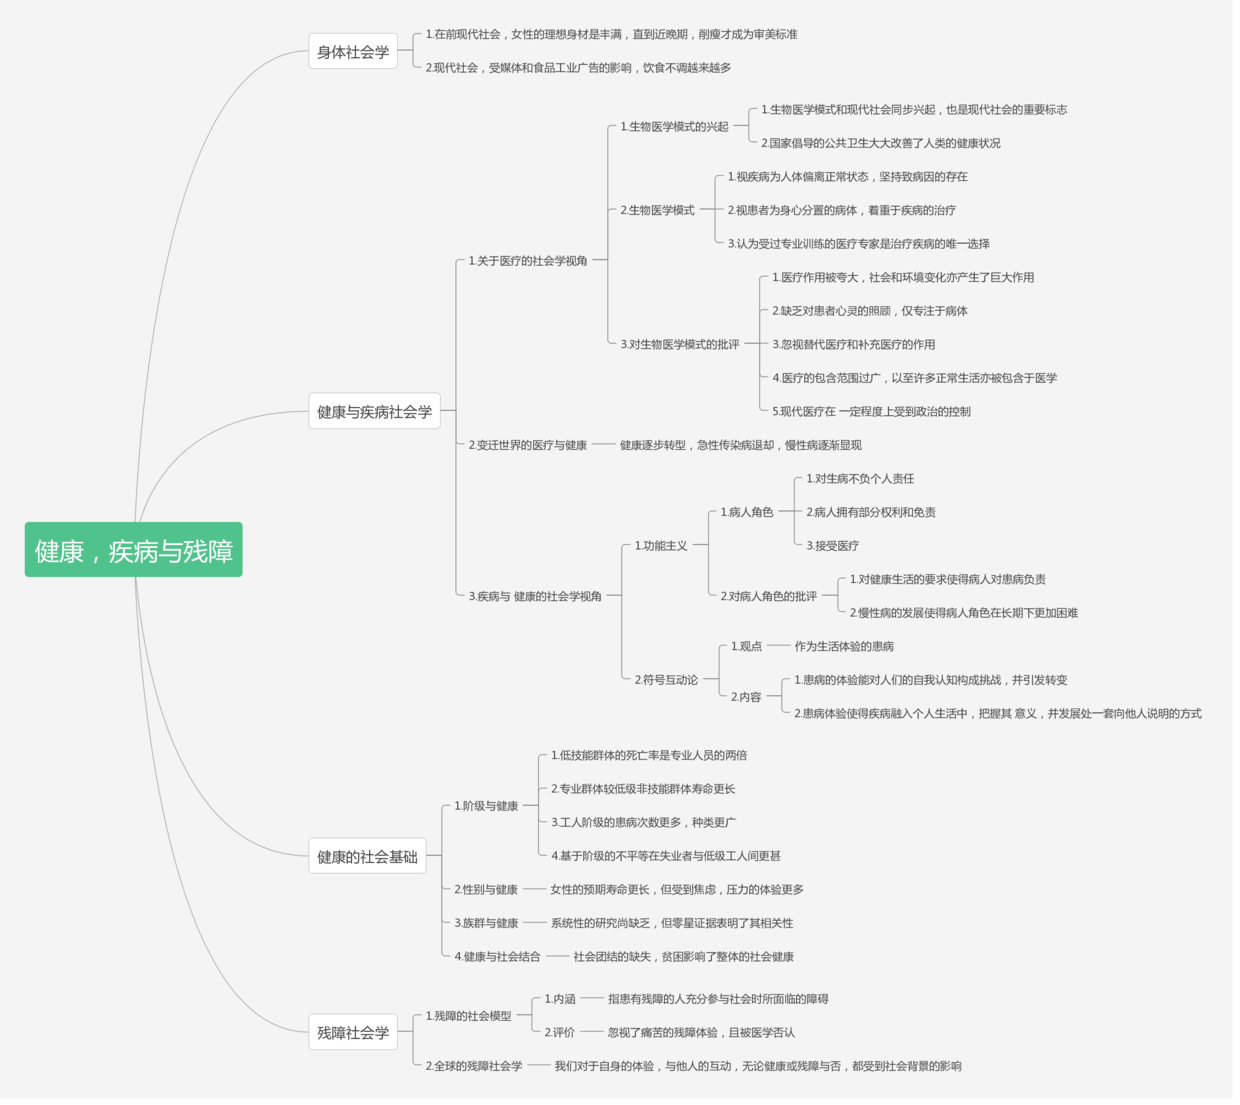 健康，疾病与残障
身体社会学
1.在前现代社会，女性的理想身材是丰满，直到近晚期，削瘦才成为审美标准
2.现代社会，受媒体和食品工业广告的影响，饮食不调越来越多
健康与疾病社会学
1.关于医疗的社会学视角
1.生物医学模式的兴起
1.生物医学模式和现代社会同步兴起，也是现代社会的重要标志
2.国家倡导的公共卫生大大改善了人类的健康状况
2.生物医学模式
1.视疾病为人体偏离正常状态，坚持致病因的存在
2.视患者为身心分置的病体，着重于疾病的治疗
3.认为受过专业训练的医疗专家是治疗疾病的唯一选择
3.对生物医学模式的批评
1.医疗作用被夸大，社会和环境变化亦产生了巨大作用
2.缺乏对患者心灵的照顾，仅专注于病体
3.忽视替代医疗和补充医疗的作用
4.医疗的包含范围过广，以至许多正常生活亦被包含于医学
5.现代医疗在 一定程度上受到政治的控制
2.变迁世界的医疗与健康
健康逐步转型，急性传染病退却，慢性病逐渐显现
3.疾病与 健康的社会学视角
1.功能主义
1.病人角色
1.对生病不负个人责任
2.病人拥有部分权利和免责
3.接受医疗
2.对病人角色的批评
1.对健康生活的要求使得病人对患病负责
2.慢性病的发展使得病人角色在长期下更加困难
2.符号互动论
1.观点
作为生活体验的患病
2.内容
1.患病的体验能对人们的自我认知构成挑战，并引发转变
2.患病体验使得疾病融入个人生活中，把握其 意义，并发展处一套向他人说明的方式
健康的社会基础
1.阶级与健康
1.低技能群体的死亡率是专业人员的两倍
2.专业群体较低级非技能群体寿命更长
3.工人阶级的患病次数更多，种类更广
4.基于阶级的不平等在失业者与低级工人间更甚
2.性别与健康
女性的预期寿命更长，但受到焦虑，压力的体验更多
3.族群与健康
系统性的研究尚缺乏，但零星证据表明了其相关性
4.健康与社会结合
社会团结的缺失，贫困影响了整体的社会健康
残障社会学
1.残障的社会模型
1.内涵
指患有残障的人充分参与社会时所面临的障碍
2.评价
忽视了痛苦的残障体验，且被医学否认
2.全球的残障社会学
我们对于自身的体验，与他人的互动，无论健康或残障与否，都受到社会背景的影响